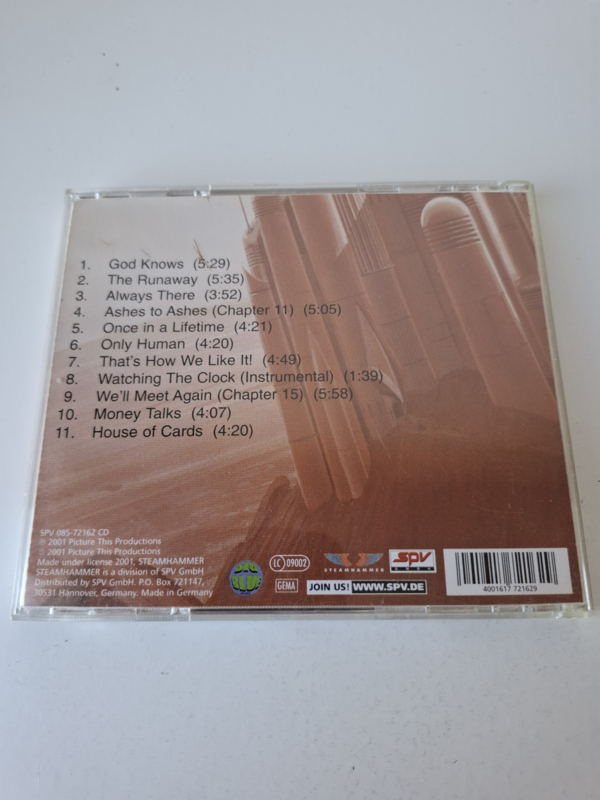 1. God Knows (5:29)
2. The Runaway (5:35)
3. Always There (3:52)
4. Ashes to Ashes (Chapter 11) (5:05)
5. Once in a Lifetime (4:21)
6. Only Human (4:20)
7. That's How We Like It! (4:49)
8. Watching The Clock (Instrumental) (1:39)
9. We'll Meet Again (Chapter 15) (5:58)
10. Money Talks (4:07)
11. House of Cards (4:20)
SPV 085-72162 CD
℗ 2001 Picture This Productions
© 2001 Picture This Productions
Made under license 2001, STEAMHAMMER
STEAMHAMMER is a division of SPV GmbH
Distributed by SPV GmbH. P.O. Box 721147,
30531 Hannover, Germany. Made in Germany
BIG
BLUE
LC 09002
GEMA
STEAMHAMMER
SPV
JOIN US! WWW.SPV.DE
4001617 721629